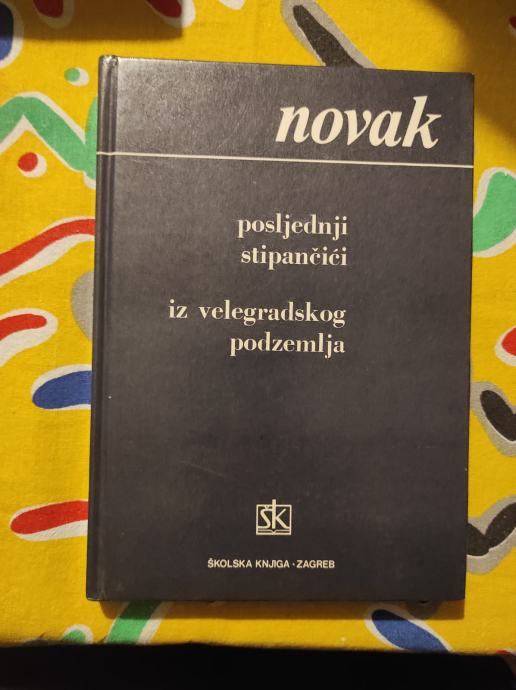 novak
posljednji
stipančići
iz velegradskog
podzemlja
ŠK
ŠKOLSKA KNJIGA · ZAGREB